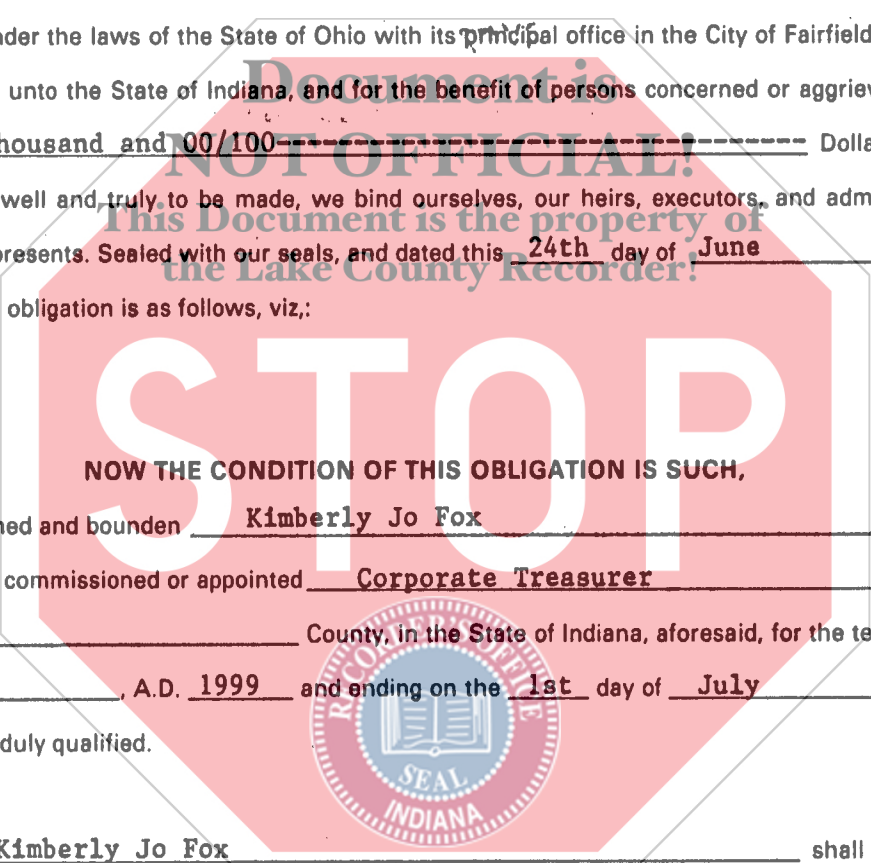 nder the laws of the State of Ohio with its principal office in the City of Fairfield
Document is
unto the State of Indiana, and for the benefit of persons concerned or aggriev
NOT OFFICIAL!
housand and 00/100------------------------------------------ Dolla
well and truly to be made, we bind ourselves, our heirs, executors, and adm
This Document is the property of
presents. Sealed with our seals, and dated this 24th day of June
the Lake County Recorder!
obligation is as follows, viz,:
STOP
NOW THE CONDITION OF THIS OBLIGATION IS SUCH,
ned and bounden Kimberly Jo Fox
commissioned or appointed Corporate Treasurer
County, in the State of Indiana, aforesaid, for the te
, A.D. 1999 and ending on the 1st day of July
RECORDER'S OFFICE
duly qualified.
SEAL
INDIANA
Kimberly Jo Fox shall